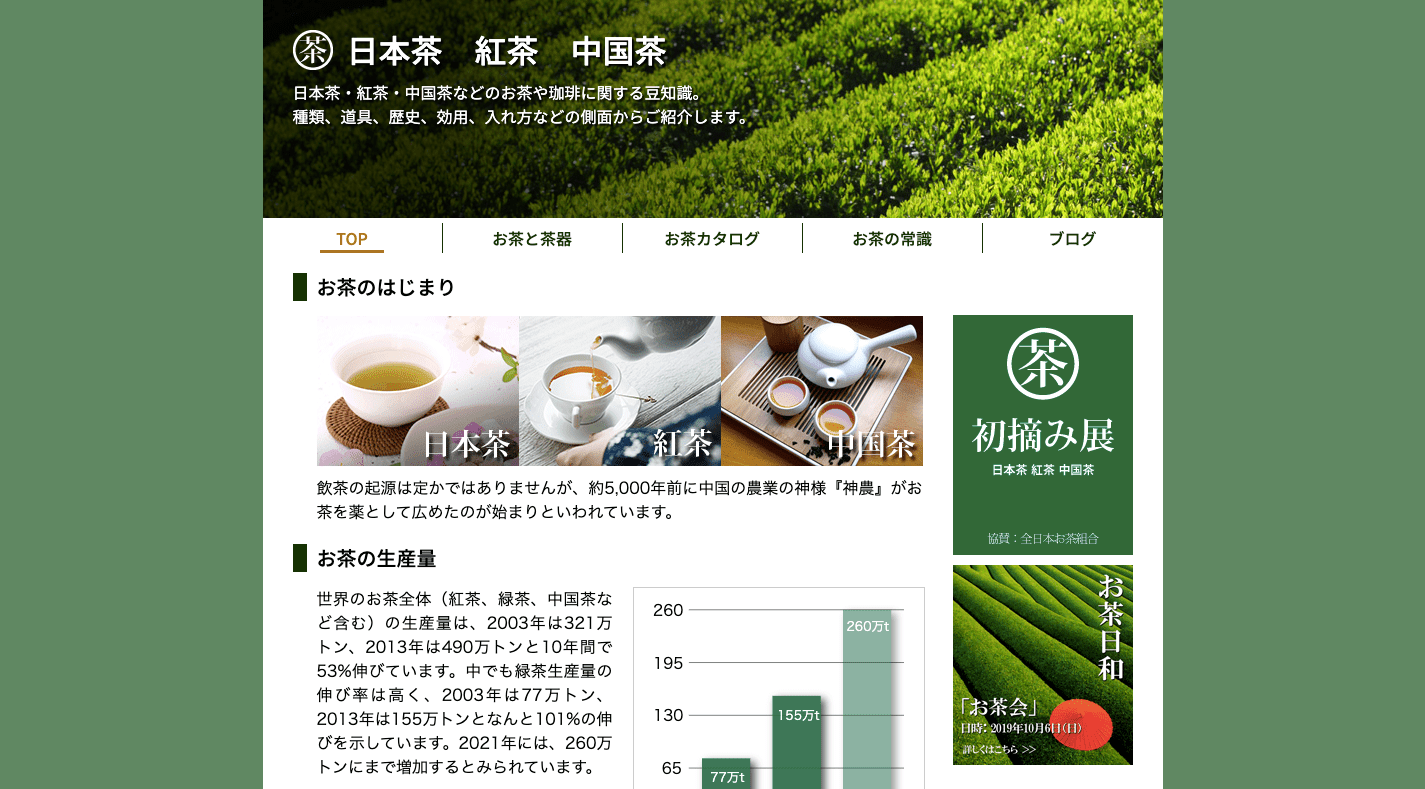 茶 日本茶　紅茶　中国茶
日本茶・紅茶・中国茶などのお茶や珈琲に関する豆知識。
種類、道具、歴史、効用、入れ方などの側面からご紹介します。
TOP
お茶と茶器
お茶カタログ
お茶の常識
ブログ
お茶のはじまり
日本茶
紅茶
中国茶
飲茶の起源は定かではありませんが、約5,000年前に中国の農業の神様『神農』がお
茶を薬として広めたのが始まりといわれています。
お茶の生産量
世界のお茶全体（紅茶、緑茶、中国茶な
ど含む）の生産量は、2003年は321万
トン、2013年は490万トンと10年間で
53%伸びています。中でも緑茶生産量の
伸び率は高く、2003年は77万トン、
2013年は155万トンとなんと101%の伸
びを示しています。2021年には、260万
トンにまで増加するとみられています。
260
195
130
65
77万t
155万t
260万t
茶
初摘み展
日本茶 紅茶 中国茶
協賛：全日本お茶組合
お茶日和
「お茶会」
日時: 2019年10月6日(日)
詳しくはこちら >>